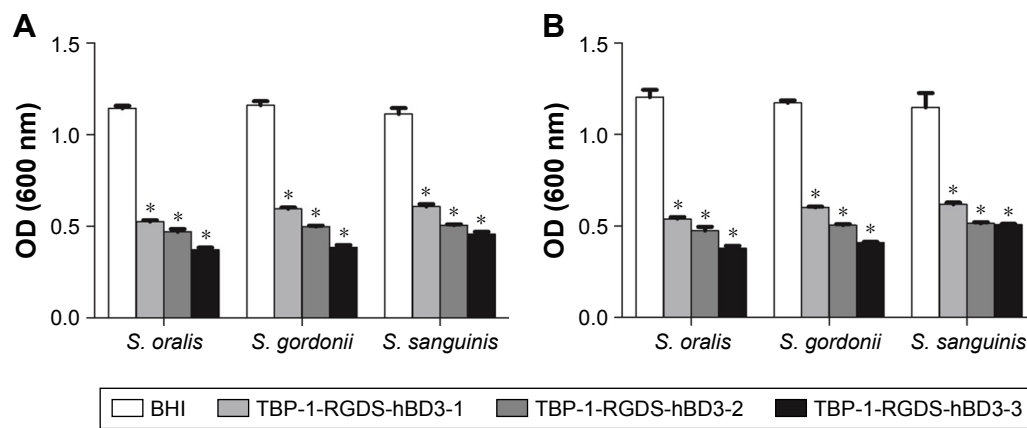 A
B
OD (600 nm)
1.5
1.0
0.5
0.0
* * *
* * *
* * *
S. oralis S. gordonii S. sanguinis
OD (600 nm)
1.5
1.0
0.5
0.0
* * *
* * *
* * *
S. oralis S. gordonii S. sanguinis
BHI TBP-1-RGDS-hBD3-1 TBP-1-RGDS-hBD3-2 TBP-1-RGDS-hBD3-3